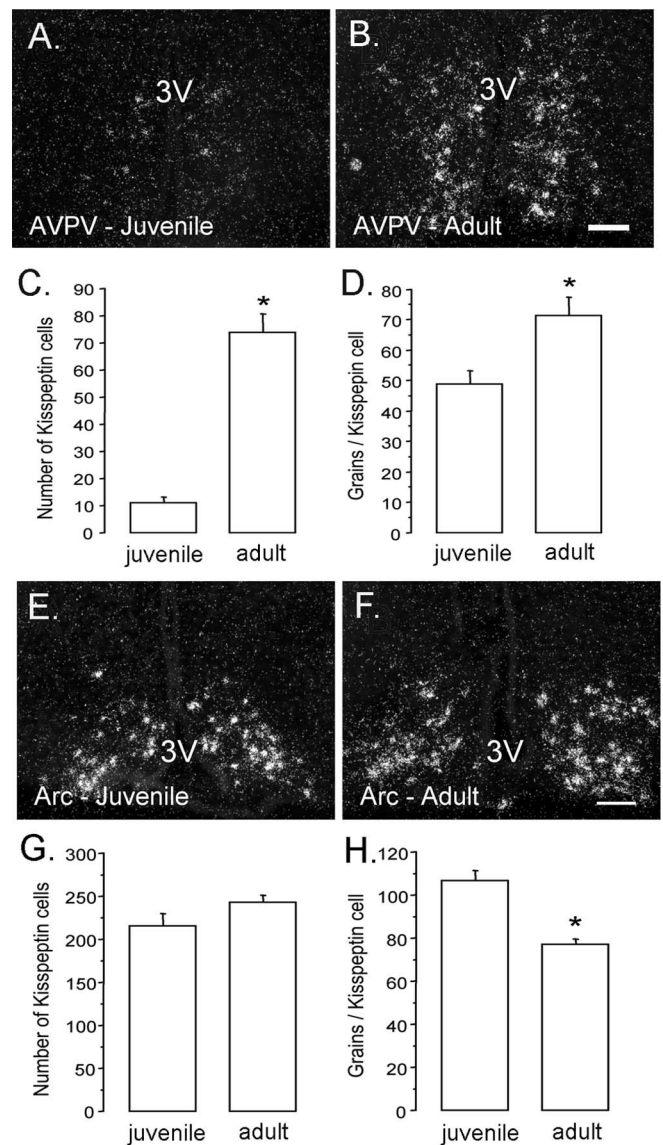 A.
3V
AVPV - Juvenile
B.
3V
AVPV - Adult
C.
Number of Kisspeptin cells
90
80
70
60
50
40
30
20
10
0
*
juvenile
adult
D.
Grains / Kisspepin cell
80
70
60
50
40
30
20
10
0
*
juvenile
adult
E.
3V
Arc - Juvenile
F.
3V
Arc - Adult
G.
Number of Kisspeptin cells
300
250
200
250
100
50
0
juvenile
adult
H.
Grains / Kisspeptin cell
120
100
80
60
40
20
0
*
juvenile
adult